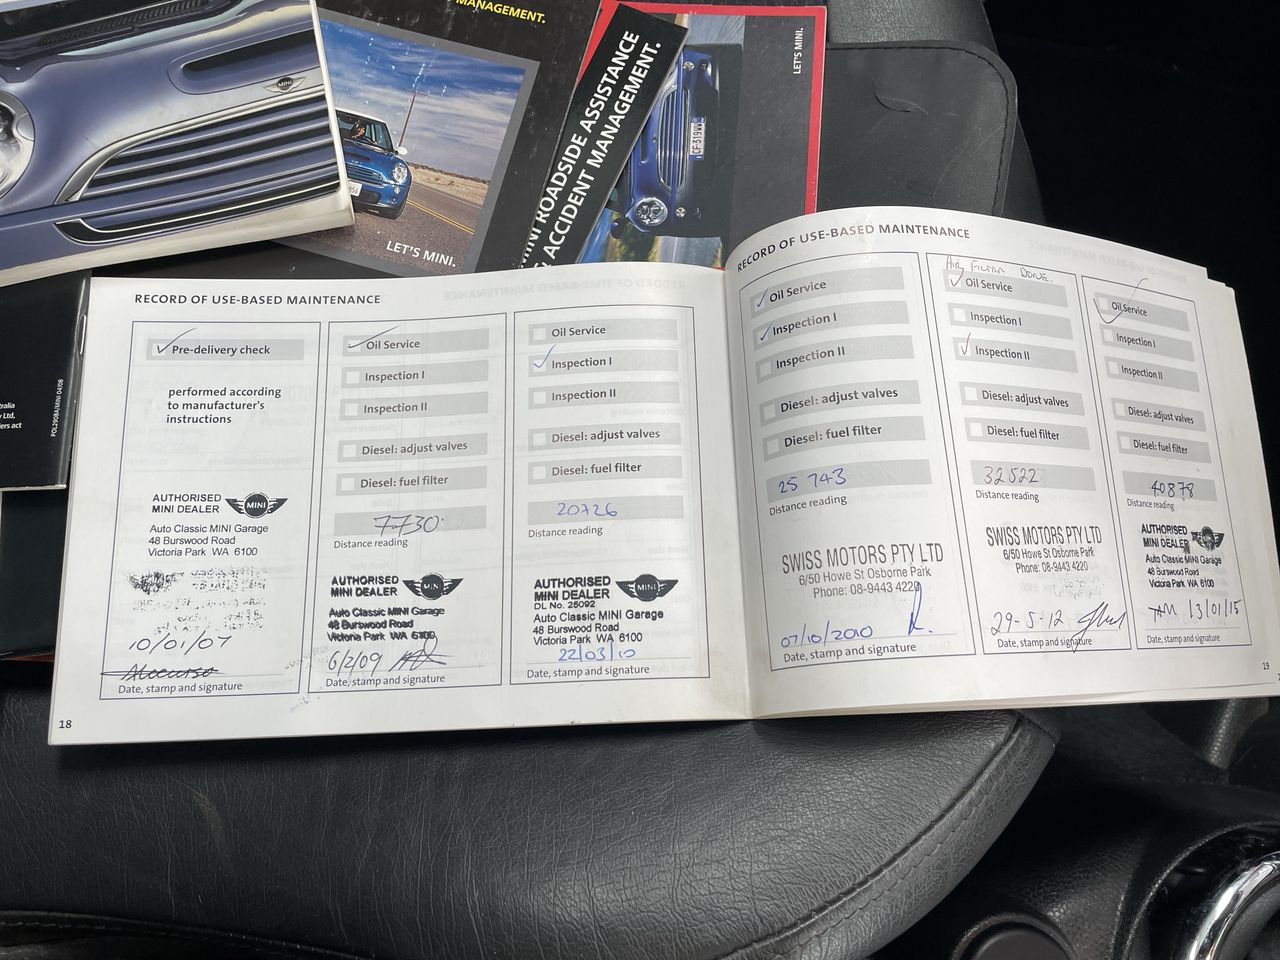 MANAGEMENT.
MINI
LET'S MINI.
MINI ROADSIDE ASSISTANCE
& ACCIDENT MANAGEMENT.
LET'S MINI.
CF·319W
POL290BA/MINI 04/08
RECORD OF USE-BASED MAINTENANCE
Pre-delivery check
performed according
to manufacturer's
instructions
AUTHORISED
MINI DEALER
MINI
Auto Classic MINI Garage
48 Burswood Road
Victoria Park WA 6100
10/01/07
Date, stamp and signature
18
Oil Service
Inspection I
Inspection II
Diesel: adjust valves
Diesel: fuel filter
7730
Distance reading
AUTHORISED
MINI DEALER
MINI
Auto Classic MINI Garage
48 Burswood Road
Victoria Park WA 6100
6/2/09
Date, stamp and signature
Oil Service
Inspection I
Inspection II
Diesel: adjust valves
Diesel: fuel filter
20726
Distance reading
AUTHORISED
MINI DEALER
MINI
DL No. 25092
Auto Classic MINI Garage
48 Burswood Road
Victoria Park WA 6100
22/03/10
Date, stamp and signature
RECORD OF USE-BASED MAINTENANCE
Oil Service
Inspection I
Inspection II
Diesel: adjust valves
Diesel: fuel filter
25 743
Distance reading
SWISS MOTORS PTY LTD
6/50 Howe St Osborne Park
Phone: 08-9443 4220
07/10/2010
Date, stamp and signature
Air Filter Done.
Oil Service
Inspection I
Inspection II
Diesel: adjust valves
Diesel: fuel filter
32522
Distance reading
SWISS MOTORS PTY LTD
6/50 Howe St Osborne Park
Phone: 08-9443 4220
29-5-12
Date, stamp and signature
Oil Service
Inspection I
Inspection II
Diesel: adjust valves
Diesel: fuel filter
40878
Distance reading
AUTHORISED
MINI DEALER
Auto Classic MINI Garage
48 Burswood Road
Victoria Park WA 6100
13/01/15
Date, stamp and signature
19